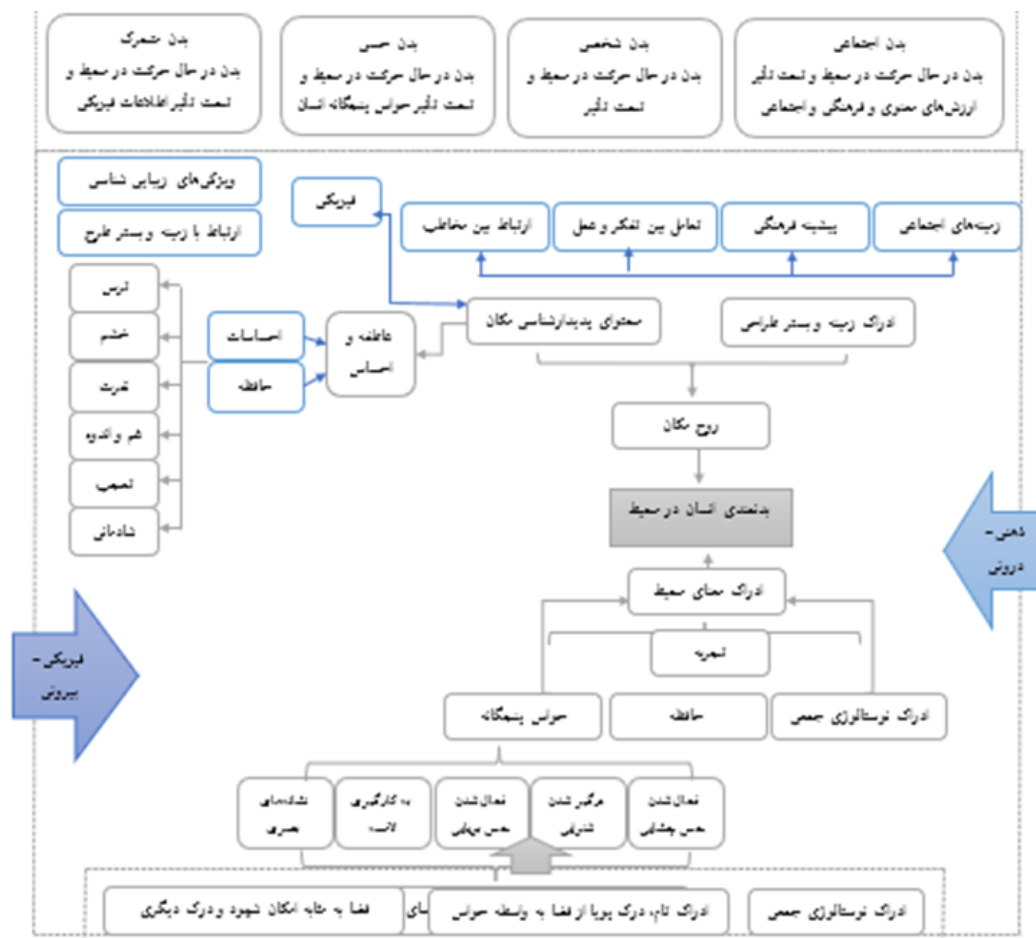 بدن اجتماعی
بدن در حال حرکت در محیط و تحت تأثیر
ارزش‌های معنوی و فرهنگی و اجتماعی
بدن شخصی
بدن در حال حرکت در محیط و
تحت تأثیر
بدن حسی
بدن در حال حرکت در محیط و
تحت تأثیر حواس پنجگانه انسان
بدن متحرک
بدن در حال حرکت در محیط و
تحت تأثیر اطلاعات فیزیکی
ویژگی‌های زیبایی شناسی
ارتباط با زمینه و بستر طرح
فیزیکی
زمینه‌های اجتماعی
پیشینه فرهنگی
تعامل بین تفکر و عمل
ارتباط بین مخاطب
ادراک زمینه و بستر طراحی
محتوای پدیدارشناسی مکان
عاطفه و
احساس
احساسات
حافظه
ترس
خشم
نفرت
غم و اندوه
تعجب
شادمانی
روح مکان
بدنمندی انسان در محیط
ذهنی-
درونی
فیزیکی-
بیرونی
ادراک معنای محیط
تجربه
ادراک نوستالوژی جمعی
حافظه
حواس پنجگانه
فعال شدن
حس چشایی
درگیر شدن
شنوایی
فعال شدن
حس بویایی
به کارگیری
لامسه
نشانه‌های
بصری
ادراک نوستالوژی جمعی
ادراک تام، درک پویا از فضا به واسطه حواس
فضا به مثابه امکان شهود و درک دیگری